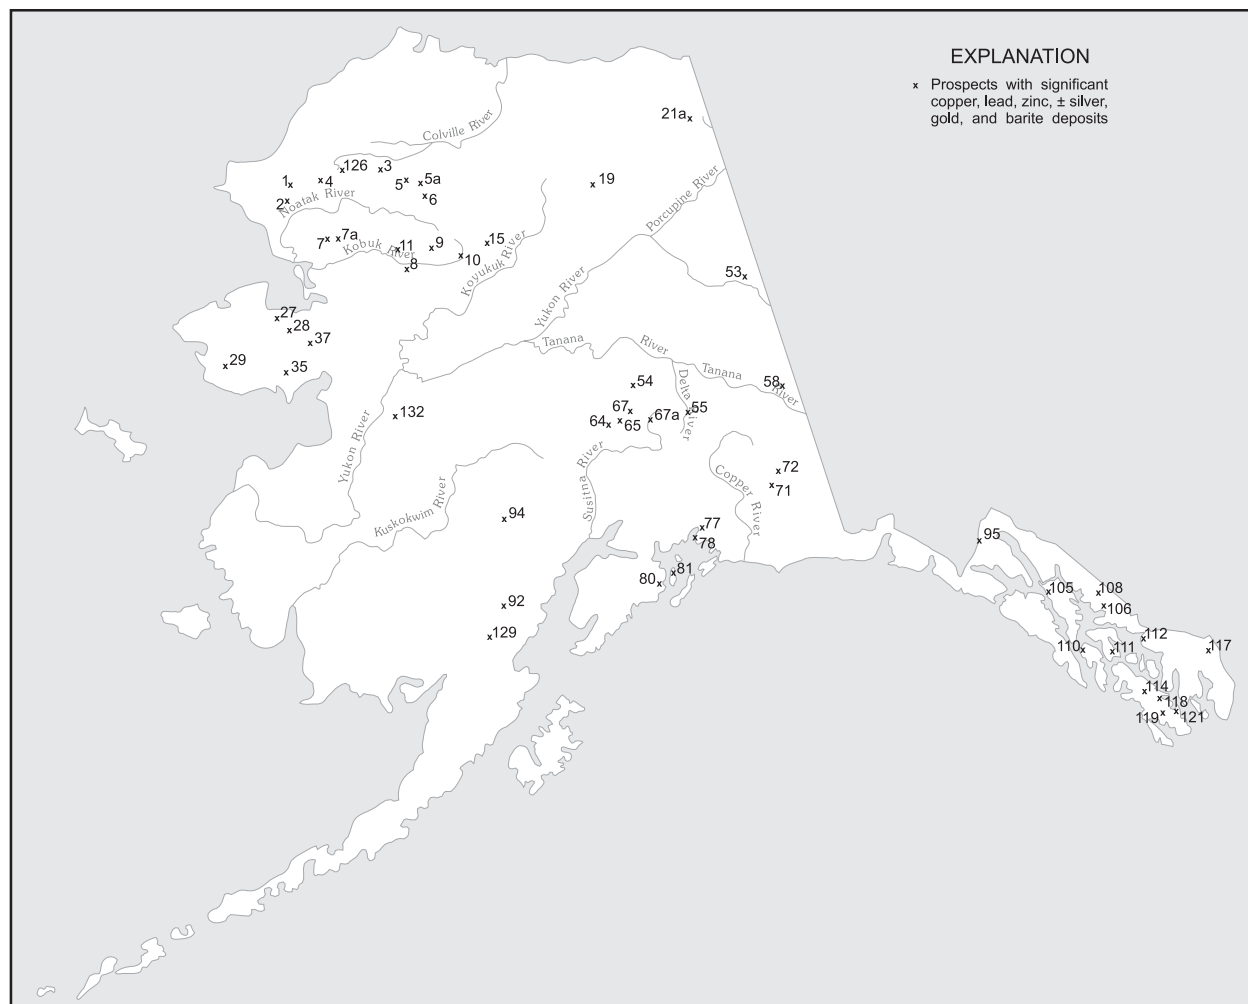 EXPLANATION
x Prospects with significant
copper, lead, zinc, ± silver,
gold, and barite deposits
21a
Colville River
126
3
1
4
5
5a
19
2
Noatak River
6
Porcupine River
7
7a
11
9
15
Kobuk River
10
8
Koyukuk River
53
Yukon River
27
28
37
Tanana
River
29
35
Tanana
River
54
58
Delta River
132
67
67a
55
64
65
Yukon River
Susitna River
72
Copper River
71
Kuskokwim River
94
77
78
95
81
80
105
108
92
106
129
112
110
111
117
114
118
119
121